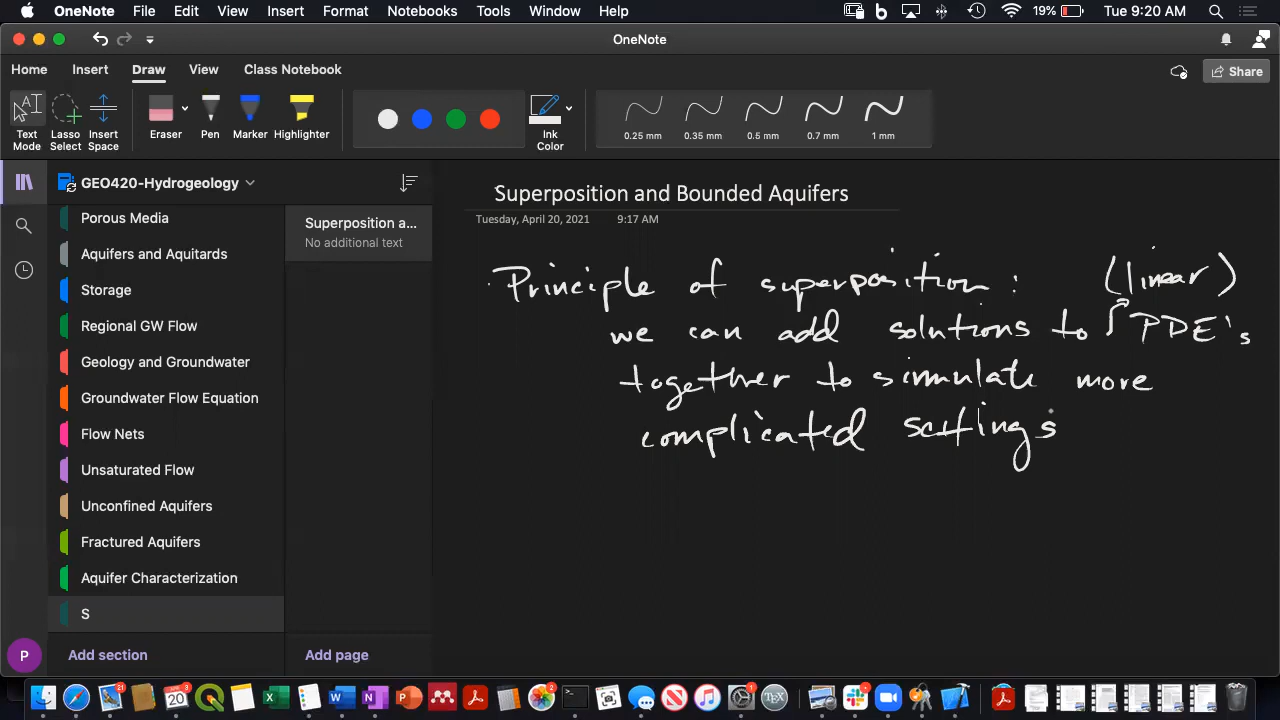 OneNote File Edit View Insert Format Notebooks Tools Window Help 19% Tue 9:20 AM
OneNote
Home Insert Draw View Class Notebook Share
Text Mode Lasso Select Insert Space Eraser Pen Marker Highlighter Ink Color 0.25 mm 0.35 mm 0.5 mm 0.7 mm 1 mm
GEO420-Hydrogeology
Porous Media
Aquifers and Aquitards
Storage
Regional GW Flow
Geology and Groundwater
Groundwater Flow Equation
Flow Nets
Unsaturated Flow
Unconfined Aquifers
Fractured Aquifers
Aquifer Characterization
S
Add section
Superposition a...
No additional text
Add page
Superposition and Bounded Aquifers
Tuesday, April 20, 2021 9:17 AM
Principle of superposition: (linear)
we can add solutions to PDE's
together to simulate more
complicated settings
P